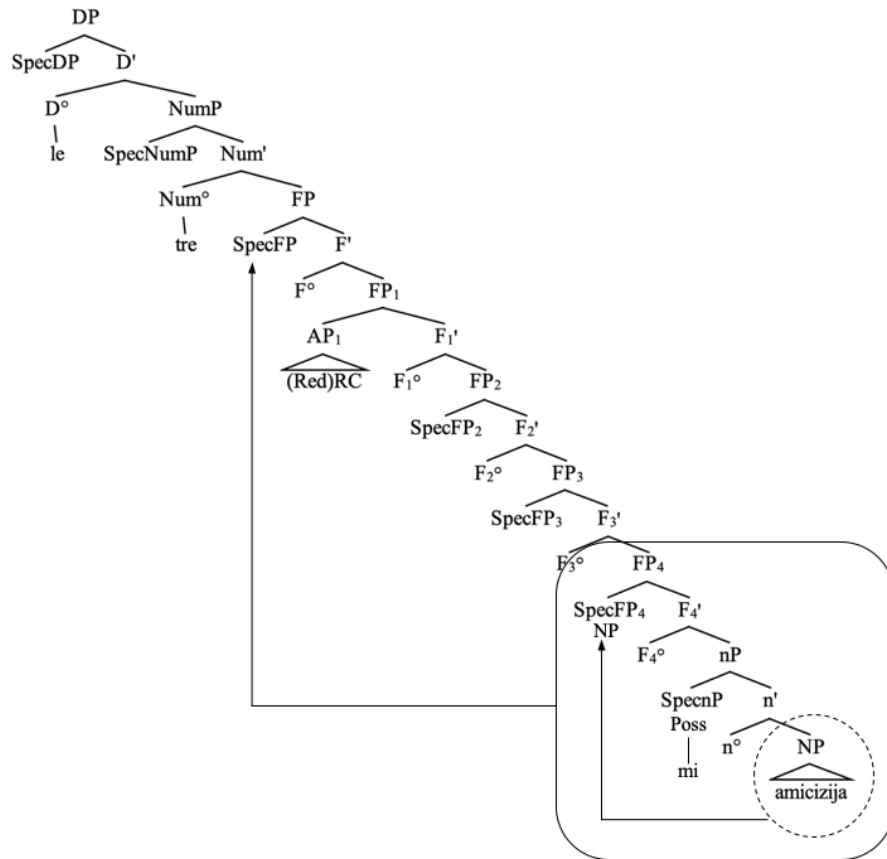 DP
SpecDP D'
D° NumP
le SpecNumP Num'
Num° FP
tre SpecFP F'
F° FP₁
AP₁ F₁'
(Red)RC F₁° FP₂
SpecFP₂ F₂'
F₂° FP₃
SpecFP₃ F₃'
F₃° FP₄
SpecFP₄ F₄'
NP F₄° nP
SpecnP n'
Poss n° NP
mi amicizija